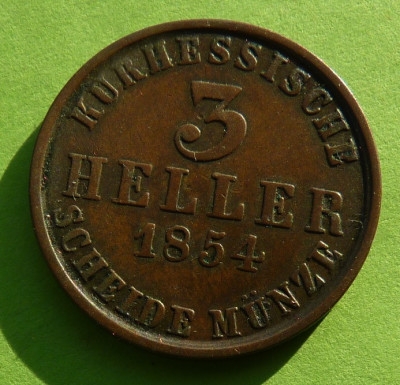 KURHESSISCHE
3
HELLER
1854
SCHEIDE MÜNZE